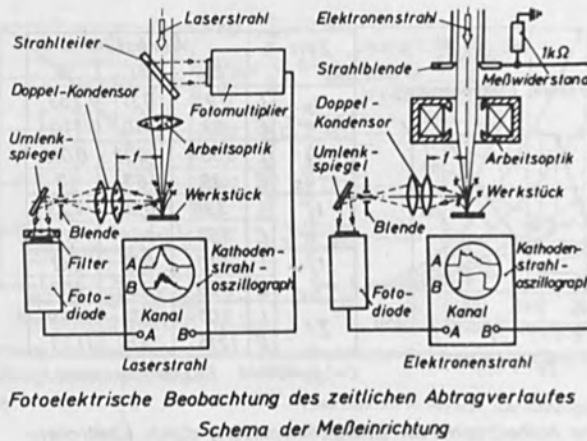 Laserstrahl
Strahlteiler
Doppel-
Kondensor
Fotomultiplier
Umlenk-
spiegel
f
Arbeitsoptik
Werkstück
Blende
Filter
A
B
Kathoden-
strahl-
oszillograph
Foto-
diode
Kanal
A B
Laserstrahl
Elektronenstrahl
1kΩ
Strahlblende
Meßwiderstand
Doppel-
Kondensor
Umlenk-
spiegel
f
Arbeitsoptik
Werkstück
Blende
A
B
Kathoden-
strahl-
oszillograph
Foto-
diode
Kanal
A B
Elektronenstrahl
Fotoelektrische Beobachtung des zeitlichen Abtragverlaufes
Schema der Meßeinrichtung